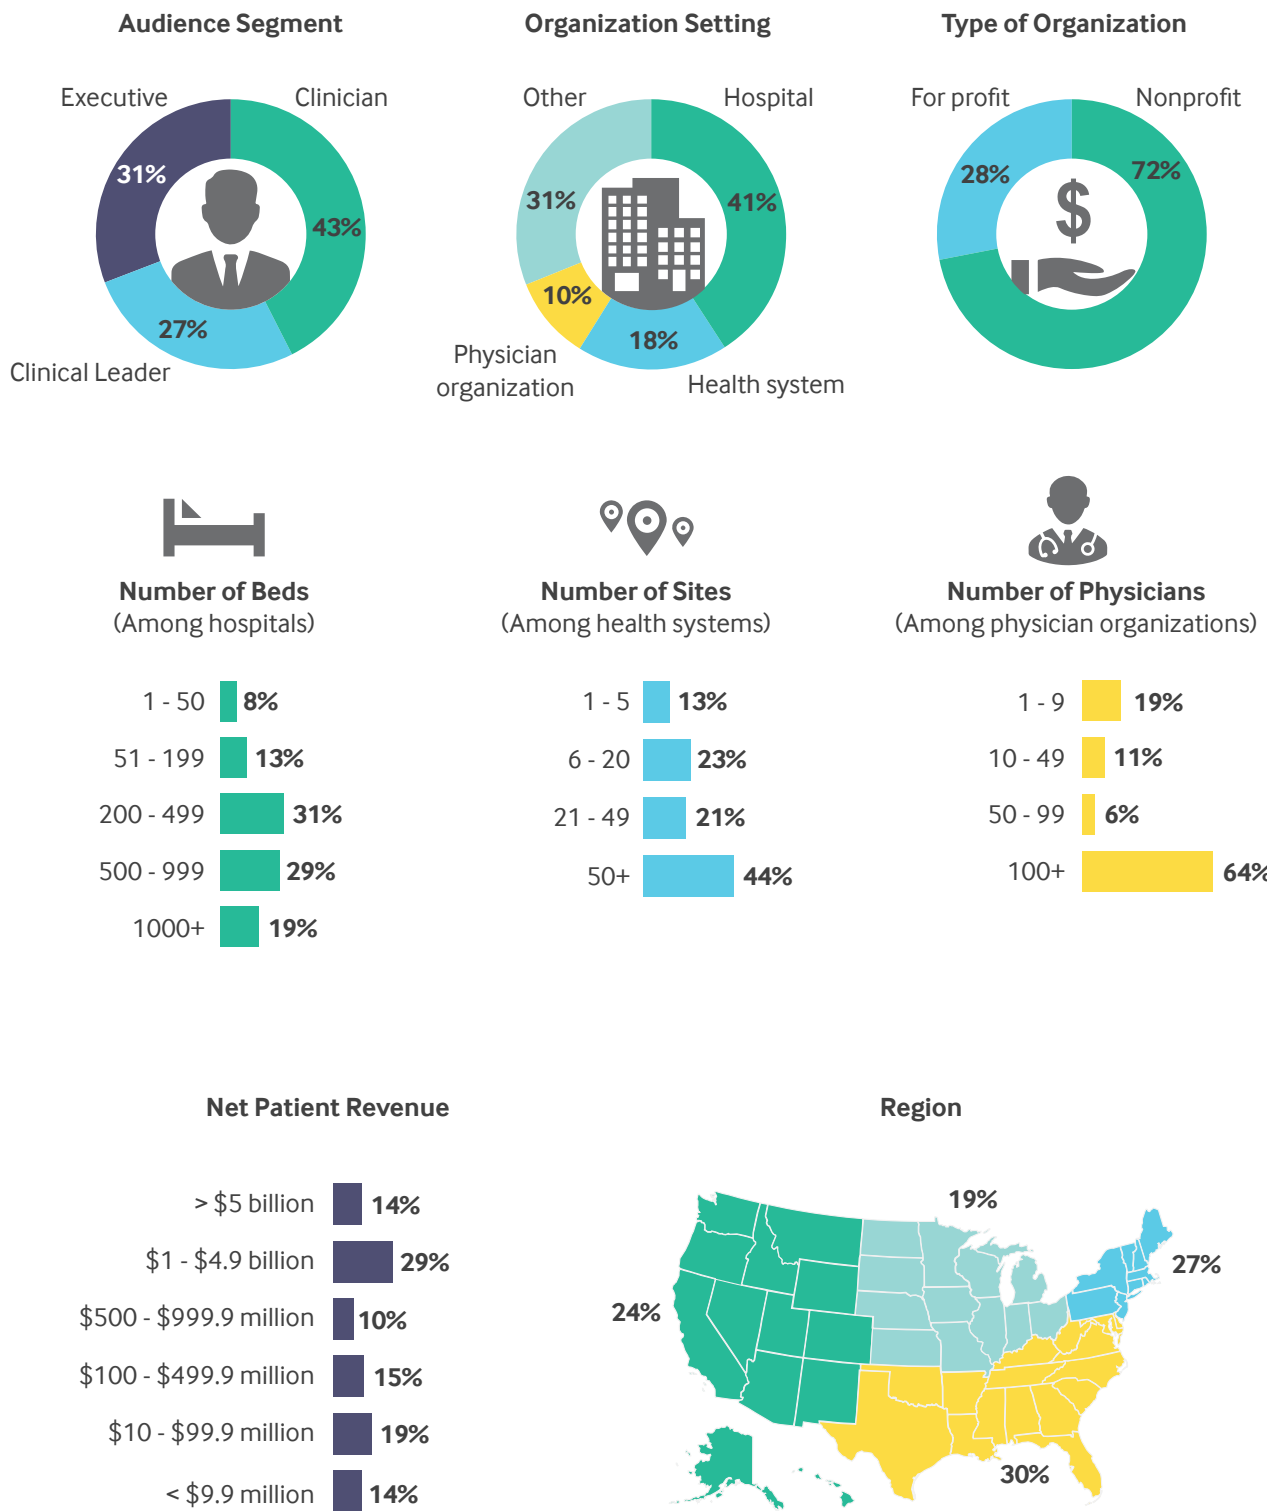 Audience Segment
Executive
Clinician
31%
43%
27%
Clinical Leader
Organization Setting
Other
Hospital
31%
41%
10%
18%
Physician
organization
Health system
Type of Organization
For profit
Nonprofit
28%
72%
$
Number of Beds
(Among hospitals)
1 - 50 8%
51 - 199 13%
200 - 499 31%
500 - 999 29%
1000+ 19%
Number of Sites
(Among health systems)
1 - 5 13%
6 - 20 23%
21 - 49 21%
50+ 44%
Number of Physicians
(Among physician organizations)
1 - 9 19%
10 - 49 11%
50 - 99 6%
100+ 64%
Net Patient Revenue
> $5 billion 14%
$1 - $4.9 billion 29%
$500 - $999.9 million 10%
$100 - $499.9 million 15%
$10 - $99.9 million 19%
< $9.9 million 14%
Region
19%
27%
24%
30%